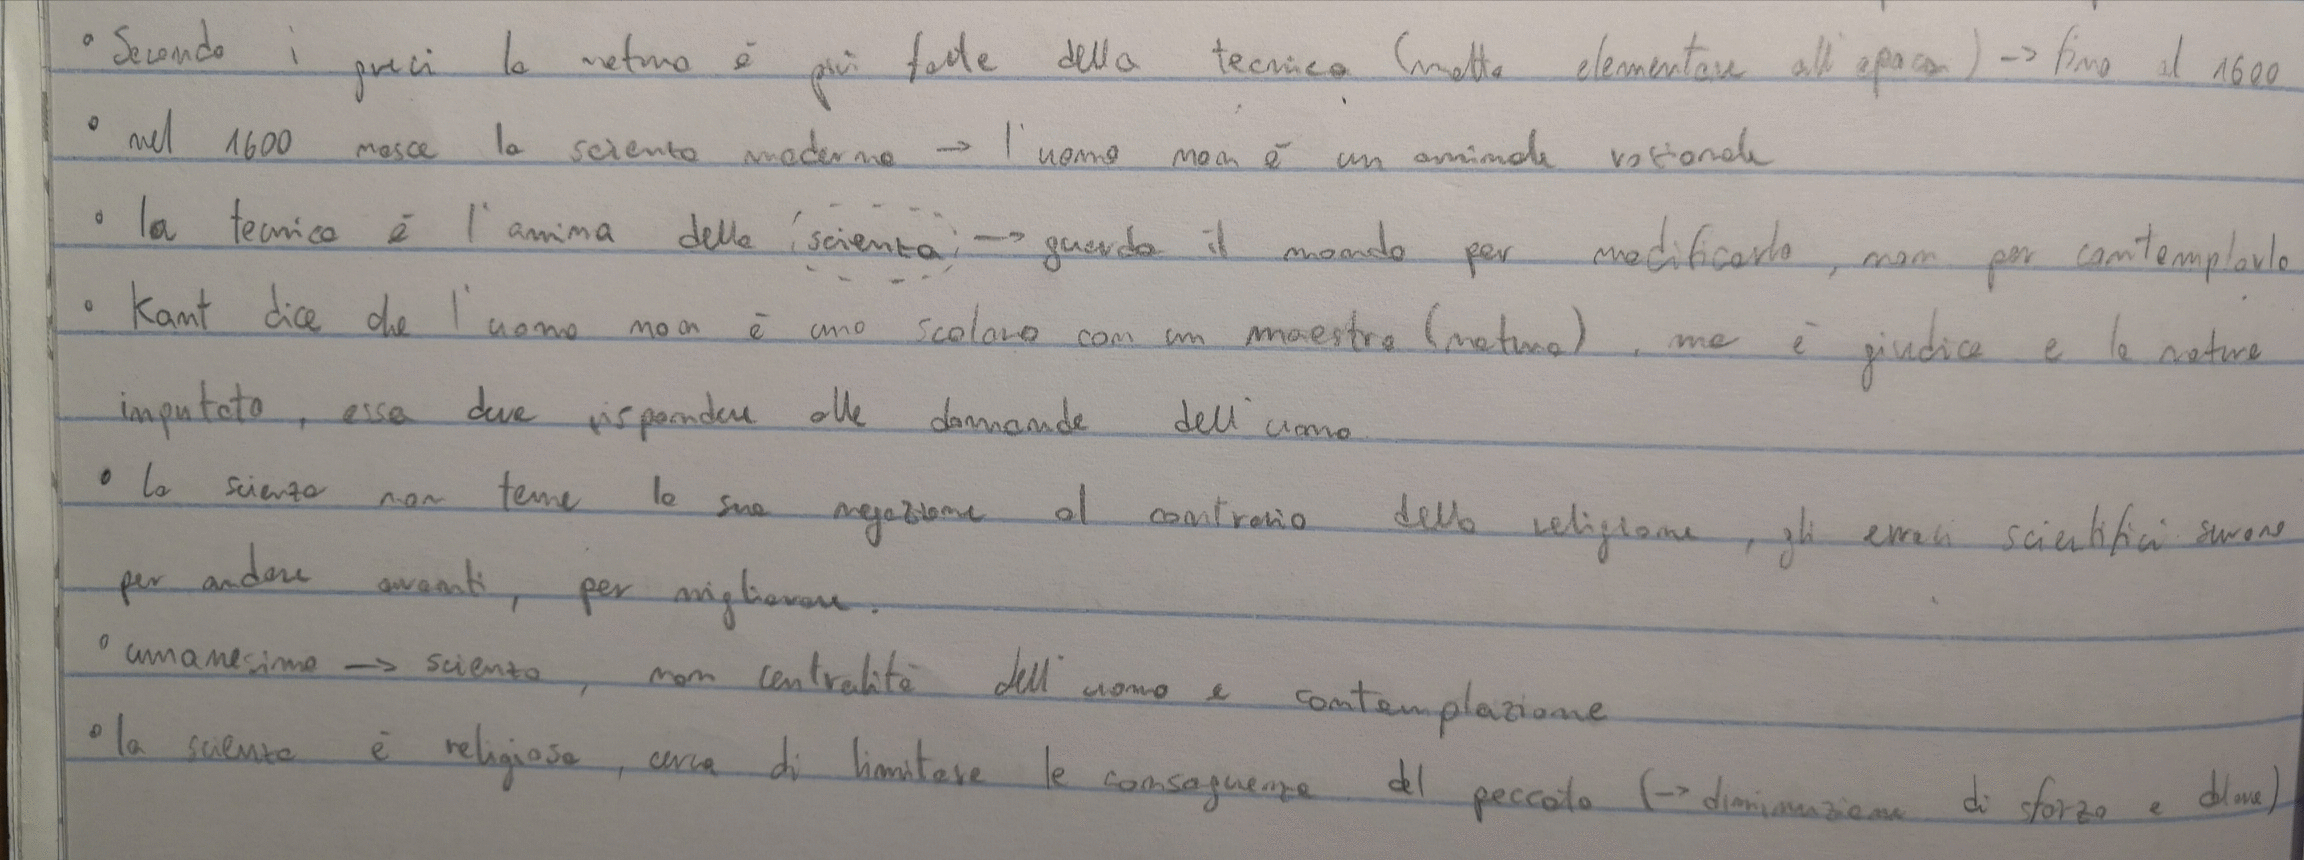 ° Secondo i greci la natura è più forte della tecnica (molto elementare all'epoca) -> fino al 1600
° nel 1600 nasce la scienza moderna -> l'uomo non è un animale razionale
° la tecnica è l'anima della scienza -> guarda il mondo per modificarlo, non per contemplarlo
° Kant dice che l'uomo non è uno scolaro con un maestro (natura), ma è giudice e la natura
imputato, essa deve rispondere alle domande dell'uomo
° la scienza non teme la sua negazione al contrario della religione, gli errori scientifici servono
per andare avanti, per migliorare.
° umanesimo -> scienza, non centralità dell'uomo e contemplazione
° la scienza è religiosa, cerca di limitare le conseguenze del peccato (-> diminuzione di sforzo e dolore)